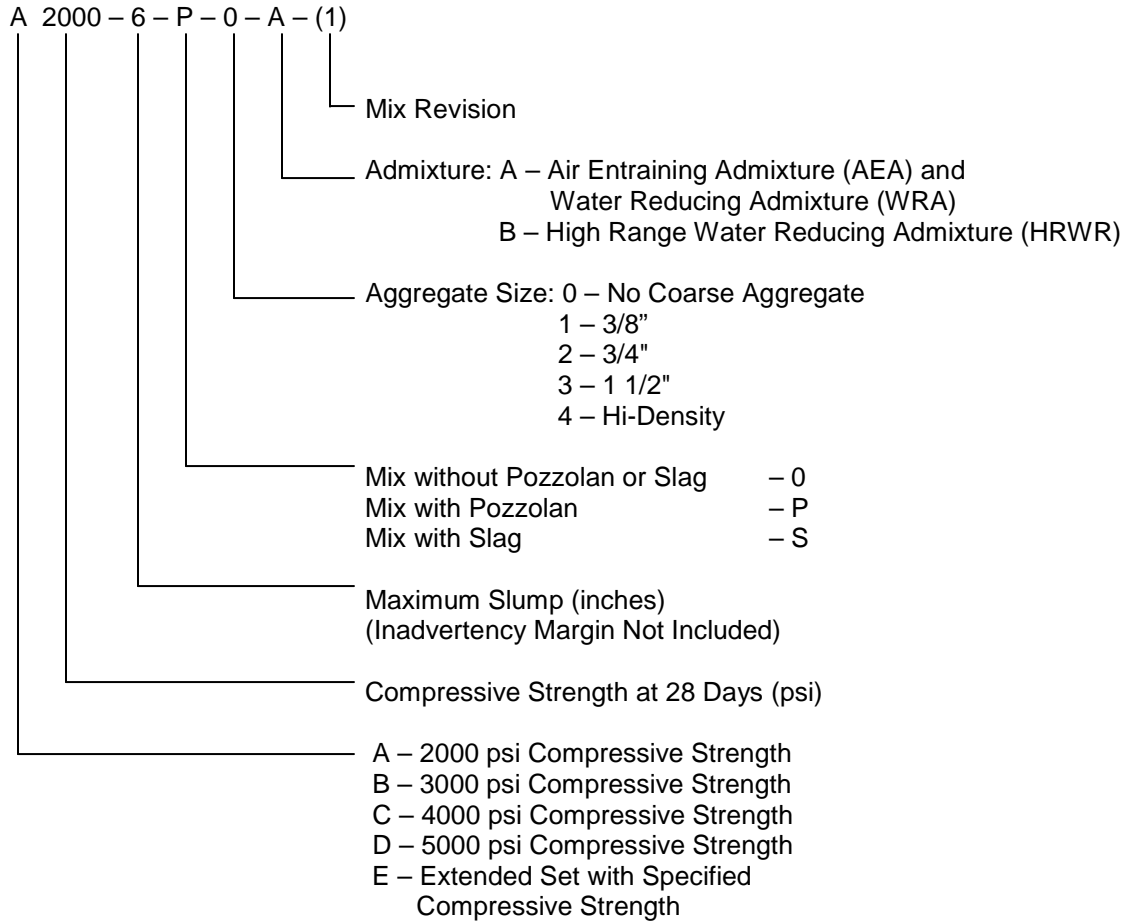 A 2000 – 6 – P – 0 – A – (1)
Mix Revision
Admixture: A – Air Entraining Admixture (AEA) and
Water Reducing Admixture (WRA)
B – High Range Water Reducing Admixture (HRWR)
Aggregate Size: 0 – No Coarse Aggregate
1 – 3/8”
2 – 3/4"
3 – 1 1/2"
4 – Hi-Density
Mix without Pozzolan or Slag – 0
Mix with Pozzolan – P
Mix with Slag – S
Maximum Slump (inches)
(Inadvertency Margin Not Included)
Compressive Strength at 28 Days (psi)
A – 2000 psi Compressive Strength
B – 3000 psi Compressive Strength
C – 4000 psi Compressive Strength
D – 5000 psi Compressive Strength
E – Extended Set with Specified
Compressive Strength